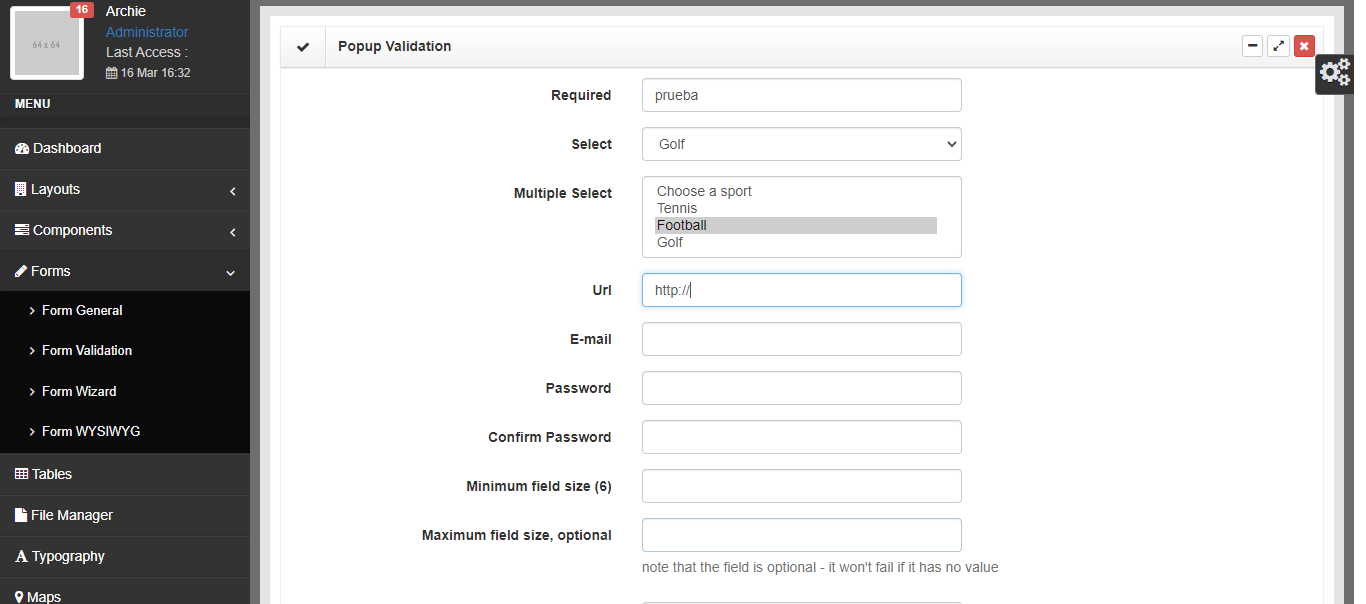 16
Archie
Administrator
Last Access :
16 Mar 16:32
64 x 64
MENU
Dashboard
Layouts
Components
Forms
Form General
Form Validation
Form Wizard
Form WYSIWYG
Tables
File Manager
Typography
Maps
Popup Validation
Required
prueba
Select
Golf
Multiple Select
Choose a sport
Tennis
Football
Golf
Url
http://
E-mail
Password
Confirm Password
Minimum field size (6)
Maximum field size, optional
note that the field is optional - it won't fail if it has no value